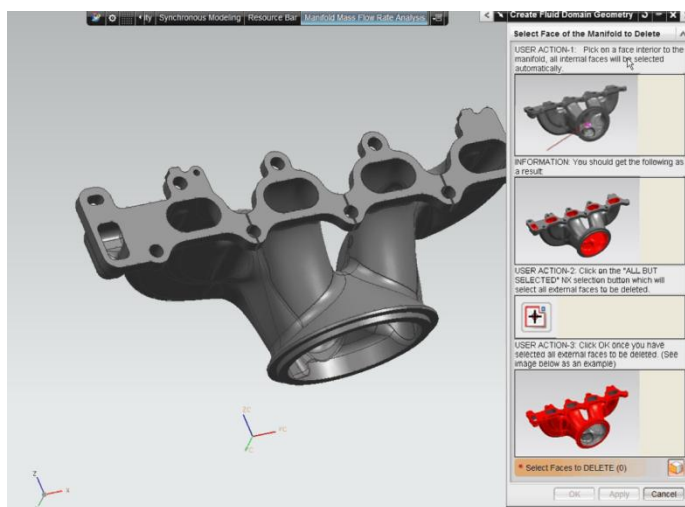 Synchronous Modeling Resource Bar Manifold Mass Flow Rate Analysis
Create Fluid Domain Geometry
Select Face of the Manifold to Delete
USER ACTION-1: Pick on a face interior to the
manifold, all internal faces will be selected
automatically.
INFORMATION: You should get the following as
a result
USER ACTION-2: Click on the "ALL BUT
SELECTED" NX selection button which will
select all external faces to be deleted.
USER ACTION-3: Click OK once you have
selected all external faces to be deleted. (See
image below as an example)
* Select Faces to DELETE (0)
ZC
YC
Z
X
OK Apply Cancel